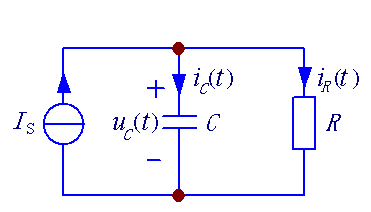 + i_C(t) i_R(t)
I_S u_C(t) C R
−